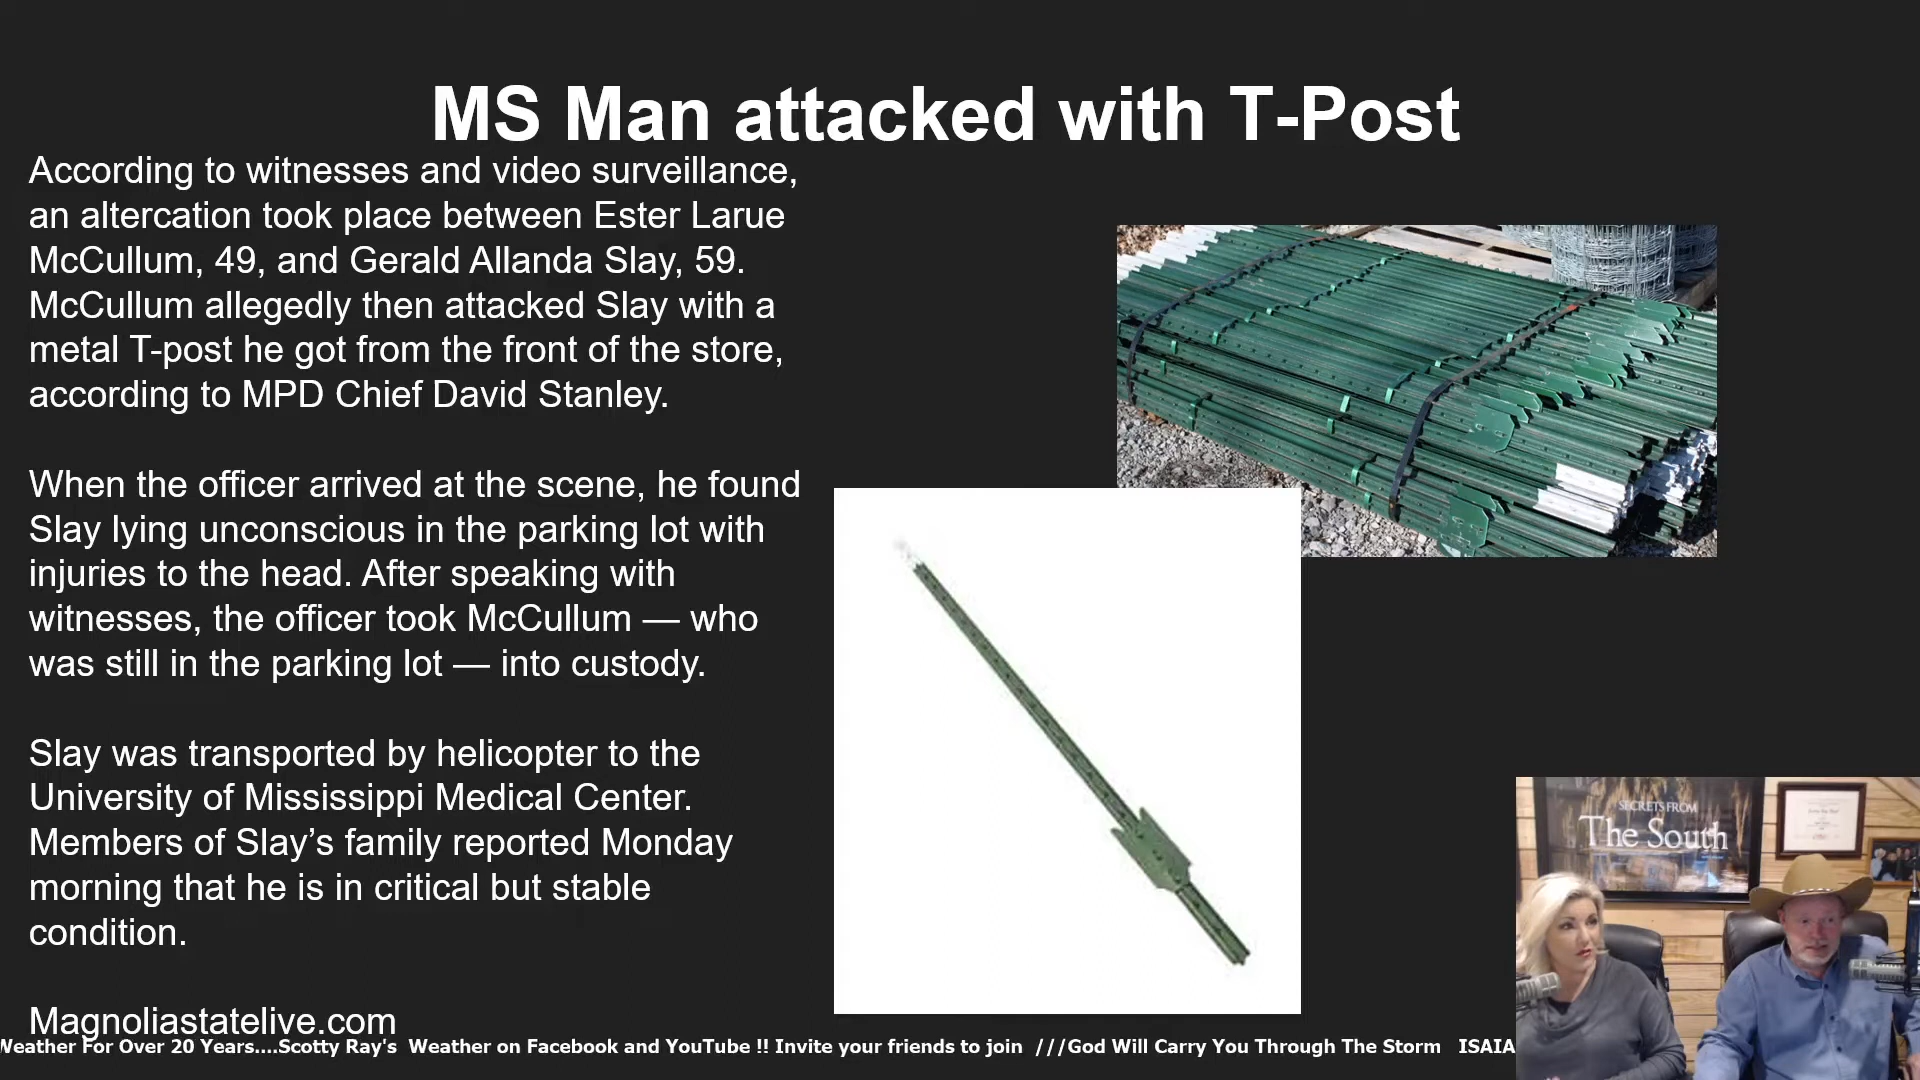 MS Man attacked with T-Post
According to witnesses and video surveillance,
an altercation took place between Ester Larue
McCullum, 49, and Gerald Allanda Slay, 59.
McCullum allegedly then attacked Slay with a
metal T-post he got from the front of the store,
according to MPD Chief David Stanley.
When the officer arrived at the scene, he found
Slay lying unconscious in the parking lot with
injuries to the head. After speaking with
witnesses, the officer took McCullum — who
was still in the parking lot — into custody.
Slay was transported by helicopter to the
University of Mississippi Medical Center.
Members of Slay’s family reported Monday
morning that he is in critical but stable
condition.
Magnoliastatelive.com
Weather For Over 20 Years....Scotty Ray's  Weather on Facebook and YouTube !! Invite your friends to join  ///God Will Carry You Through The Storm   ISAIA
SECRETS FROM
The South